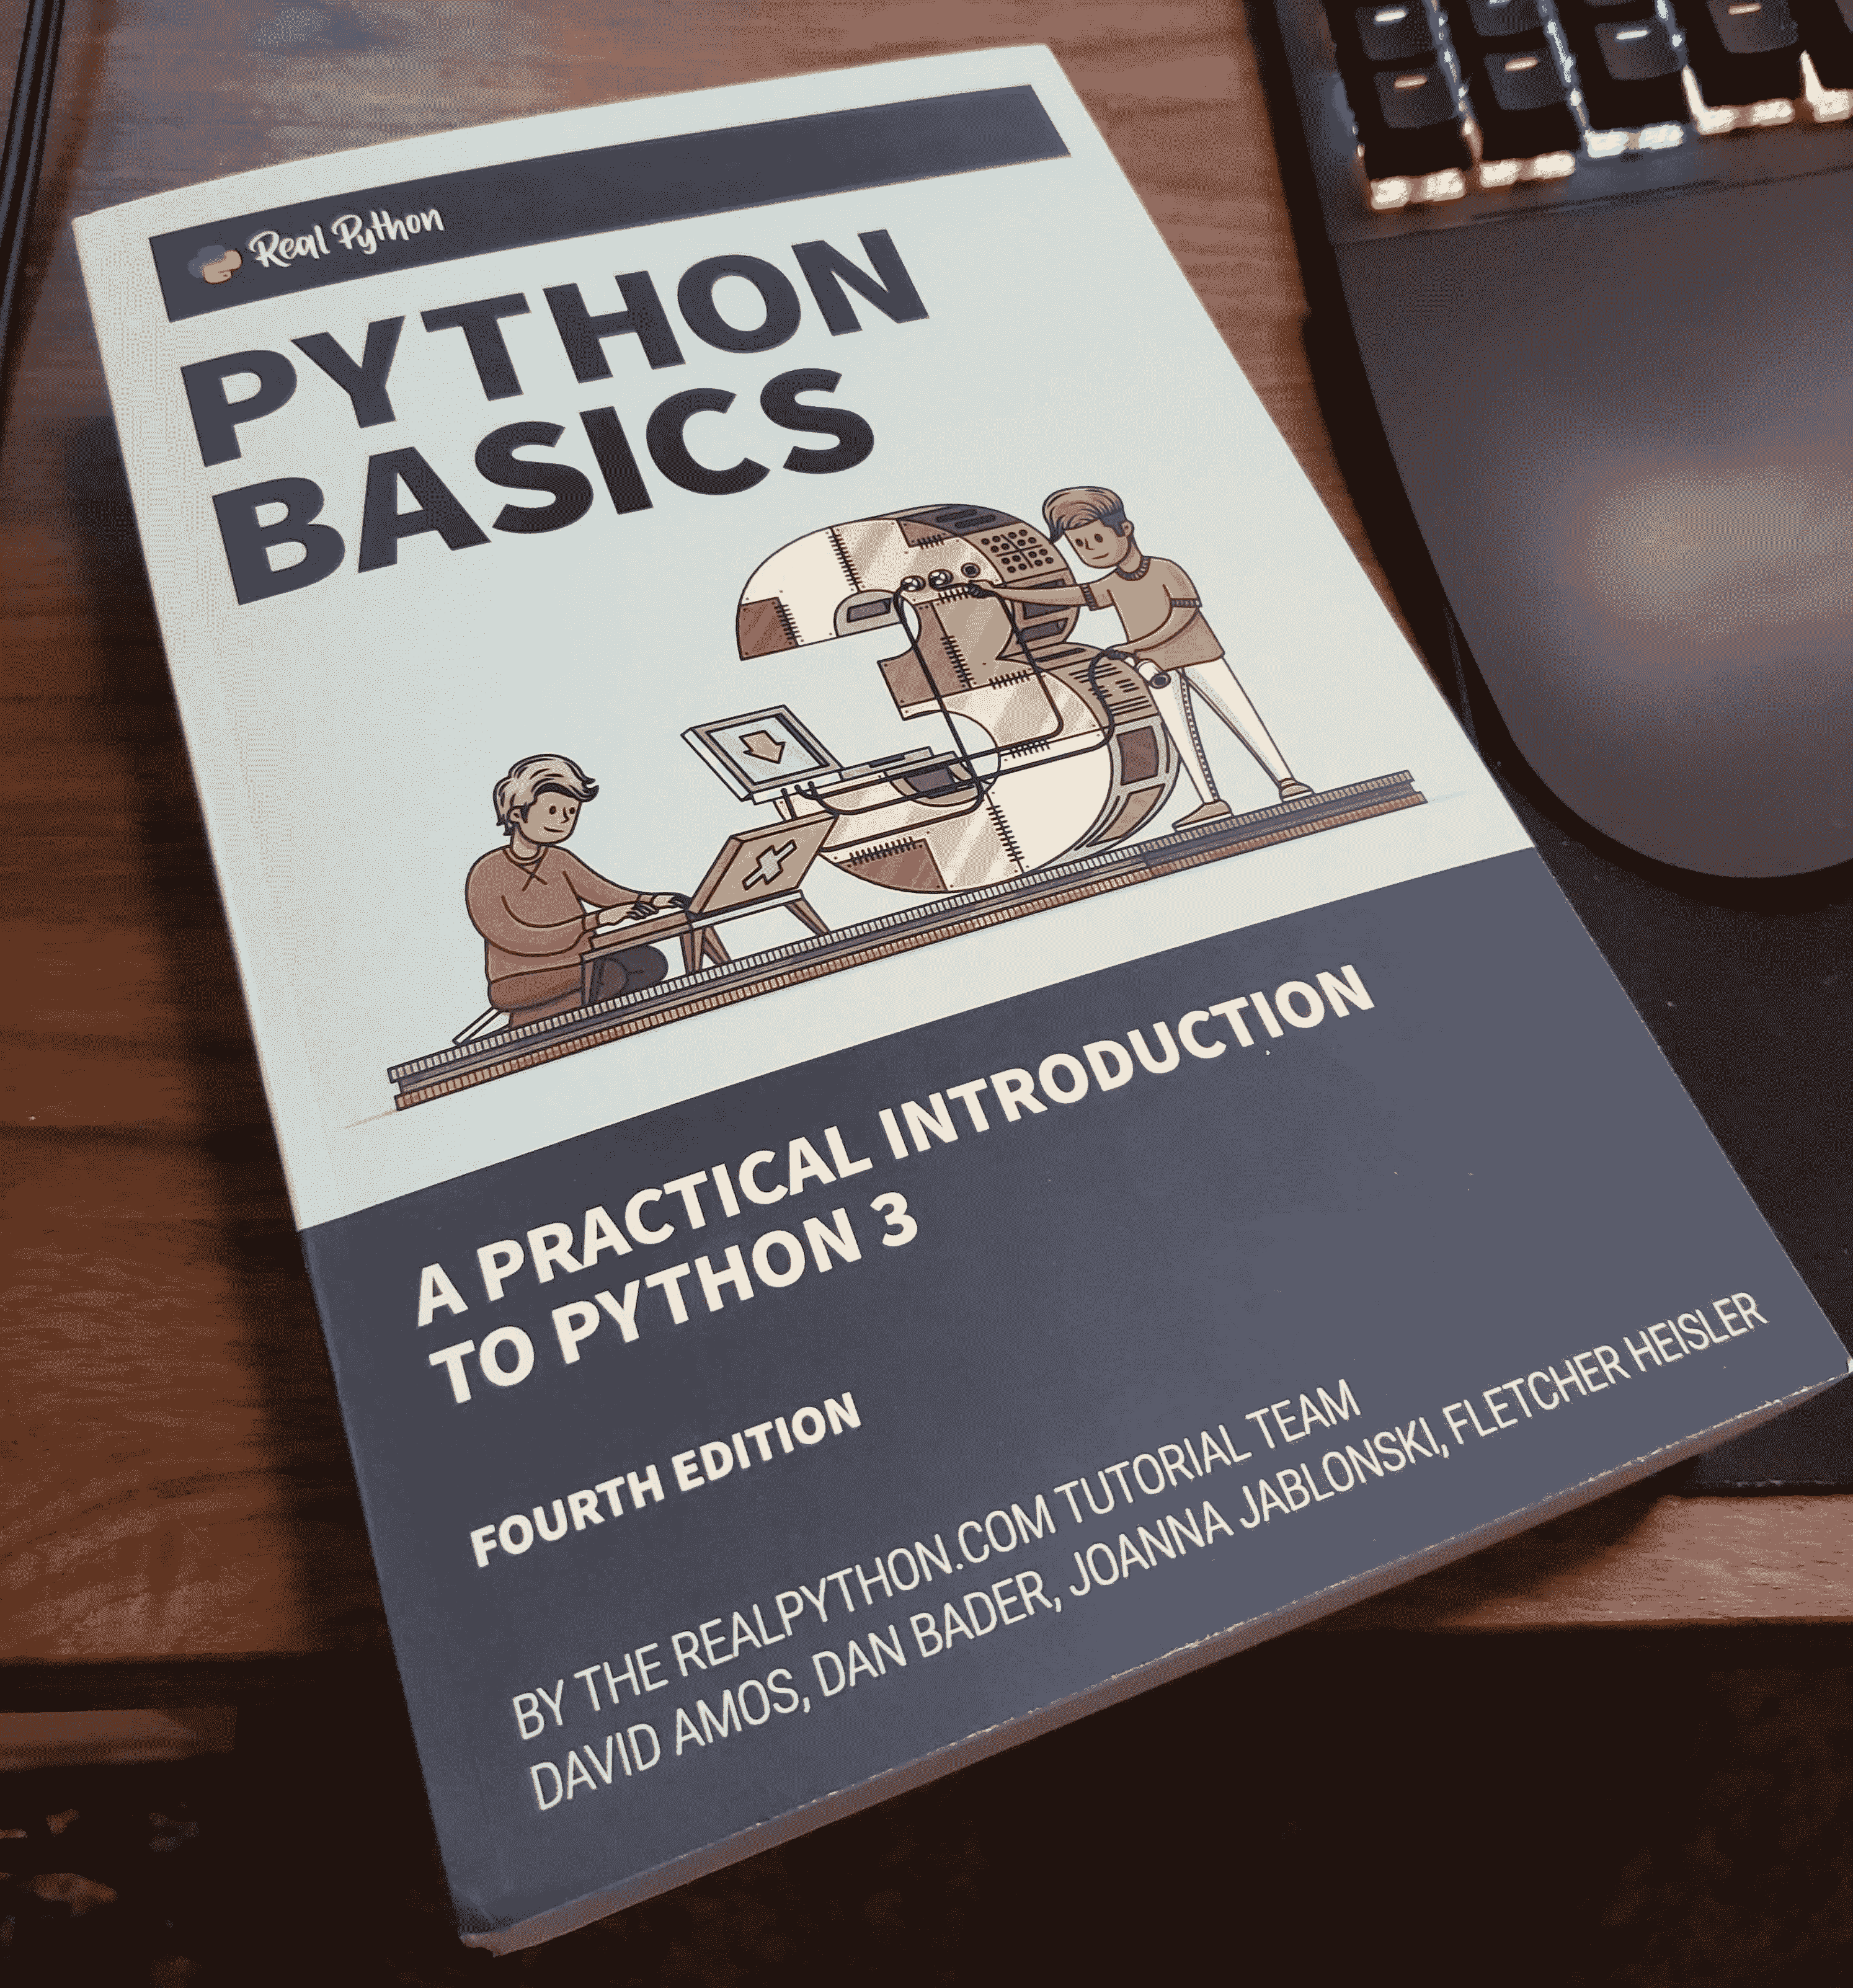 Real Python
PYTHON
BASICS
A PRACTICAL INTRODUCTION
TO PYTHON 3
FOURTH EDITION
BY THE REALPYTHON.COM TUTORIAL TEAM
DAVID AMOS, DAN BADER, JOANNA JABLONSKI, FLETCHER HEISLER